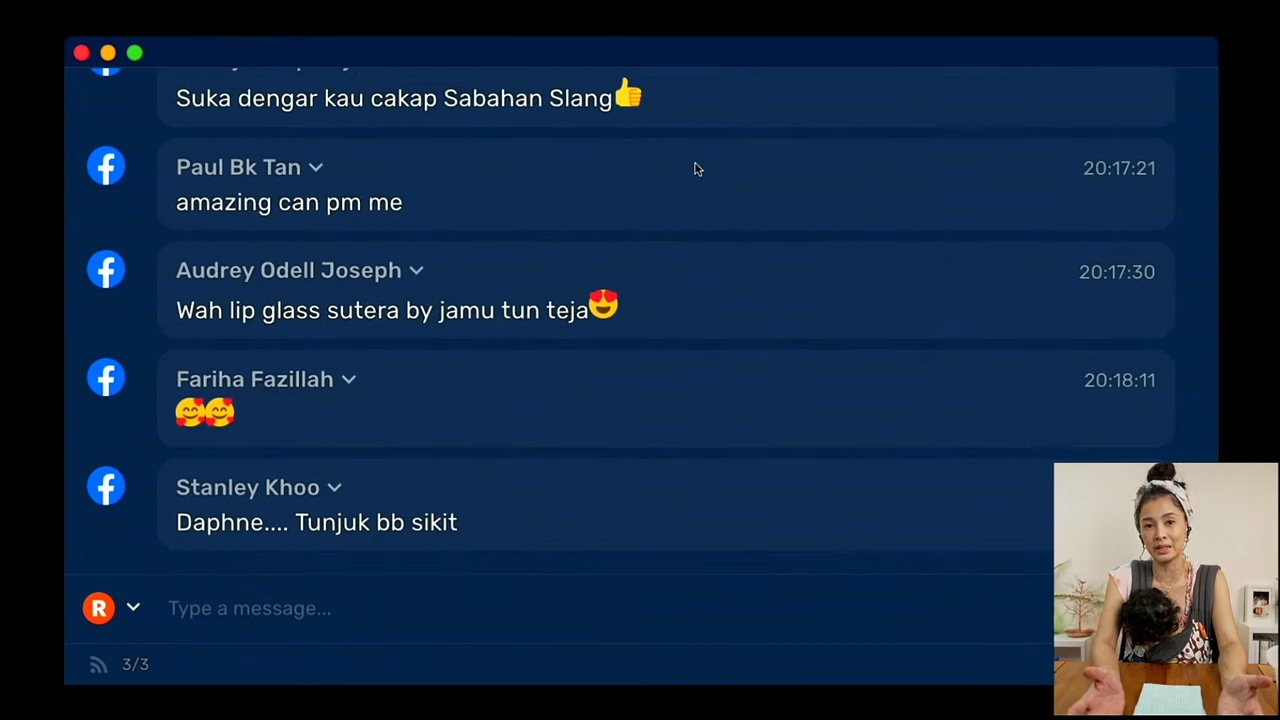 Suka dengar kau cakap Sabahan Slang👍
Paul Bk Tan
20:17:21
amazing can pm me
Audrey Odell Joseph
20:17:30
Wah lip glass sutera by jamu tun teja😍
Fariha Fazillah
20:18:11
🥰🥰
Stanley Khoo
Daphne.... Tunjuk bb sikit
R
Type a message...
3/3